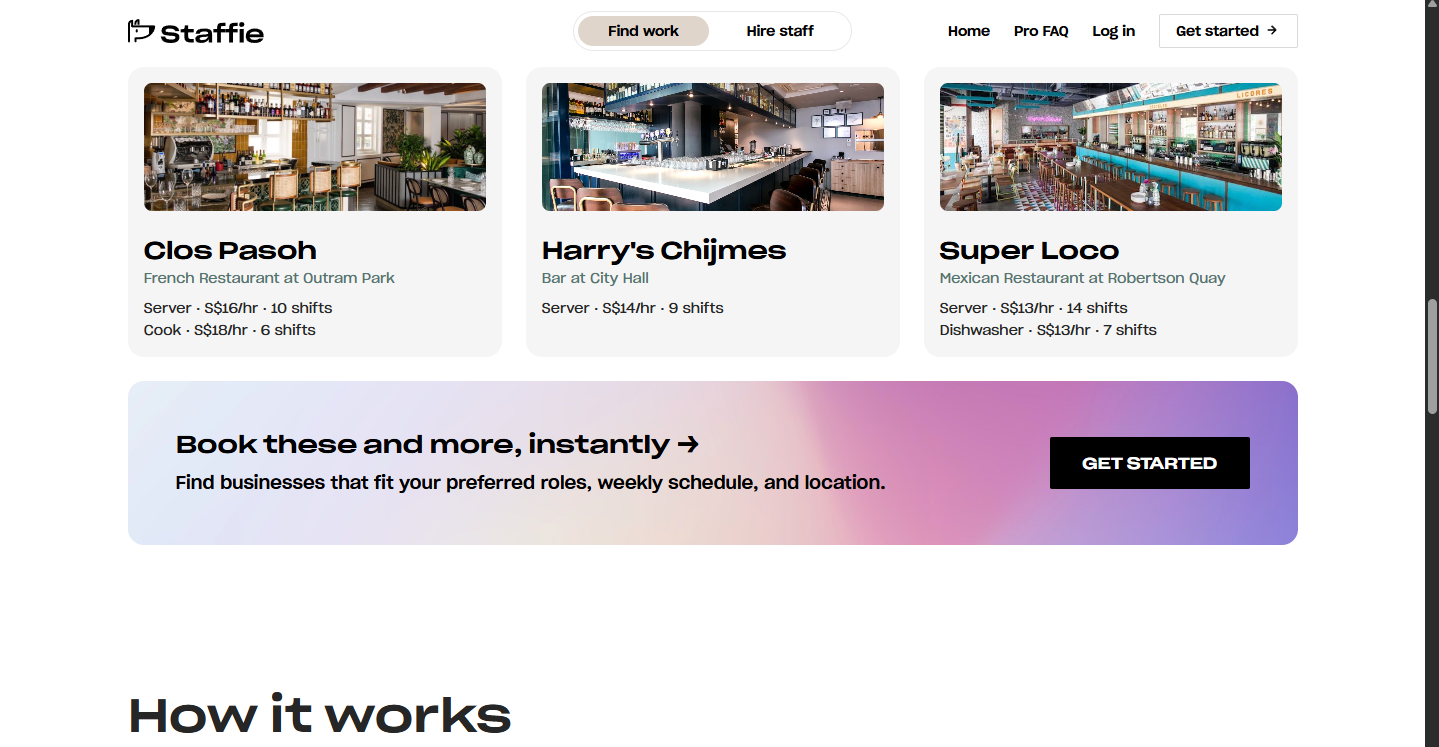 Staffie
Find work
Hire staff
Home
Pro FAQ
Log in
Get started →
LICORES
Clos Pasoh
French Restaurant at Outram Park
Server · S$16/hr · 10 shifts
Cook · S$18/hr · 6 shifts
Harry's Chijmes
Bar at City Hall
Server · S$14/hr · 9 shifts
Super Loco
Mexican Restaurant at Robertson Quay
Server · S$13/hr · 14 shifts
Dishwasher · S$13/hr · 7 shifts
Book these and more, instantly →
Find businesses that fit your preferred roles, weekly schedule, and location.
GET STARTED
How it works